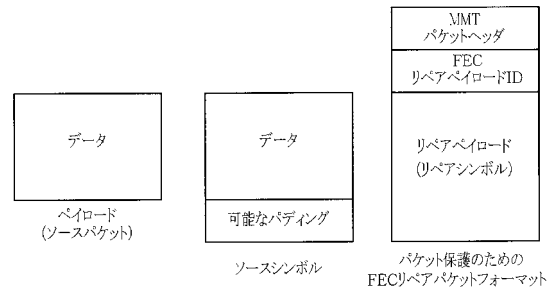 データ
ペイロード
(ソースパケット)
データ
可能なパディング
ソースシンボル
MMT
パケットヘッダ
FEC
リペアペイロードID
リペアペイロード
(リペアシンボル)
パケット保護のための
FECリペアパケットフォーマット